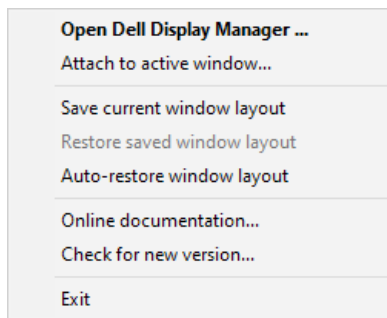 Open Dell Display Manager ...
Attach to active window...
Save current window layout
Restore saved window layout
Auto-restore window layout
Online documentation...
Check for new version...
Exit